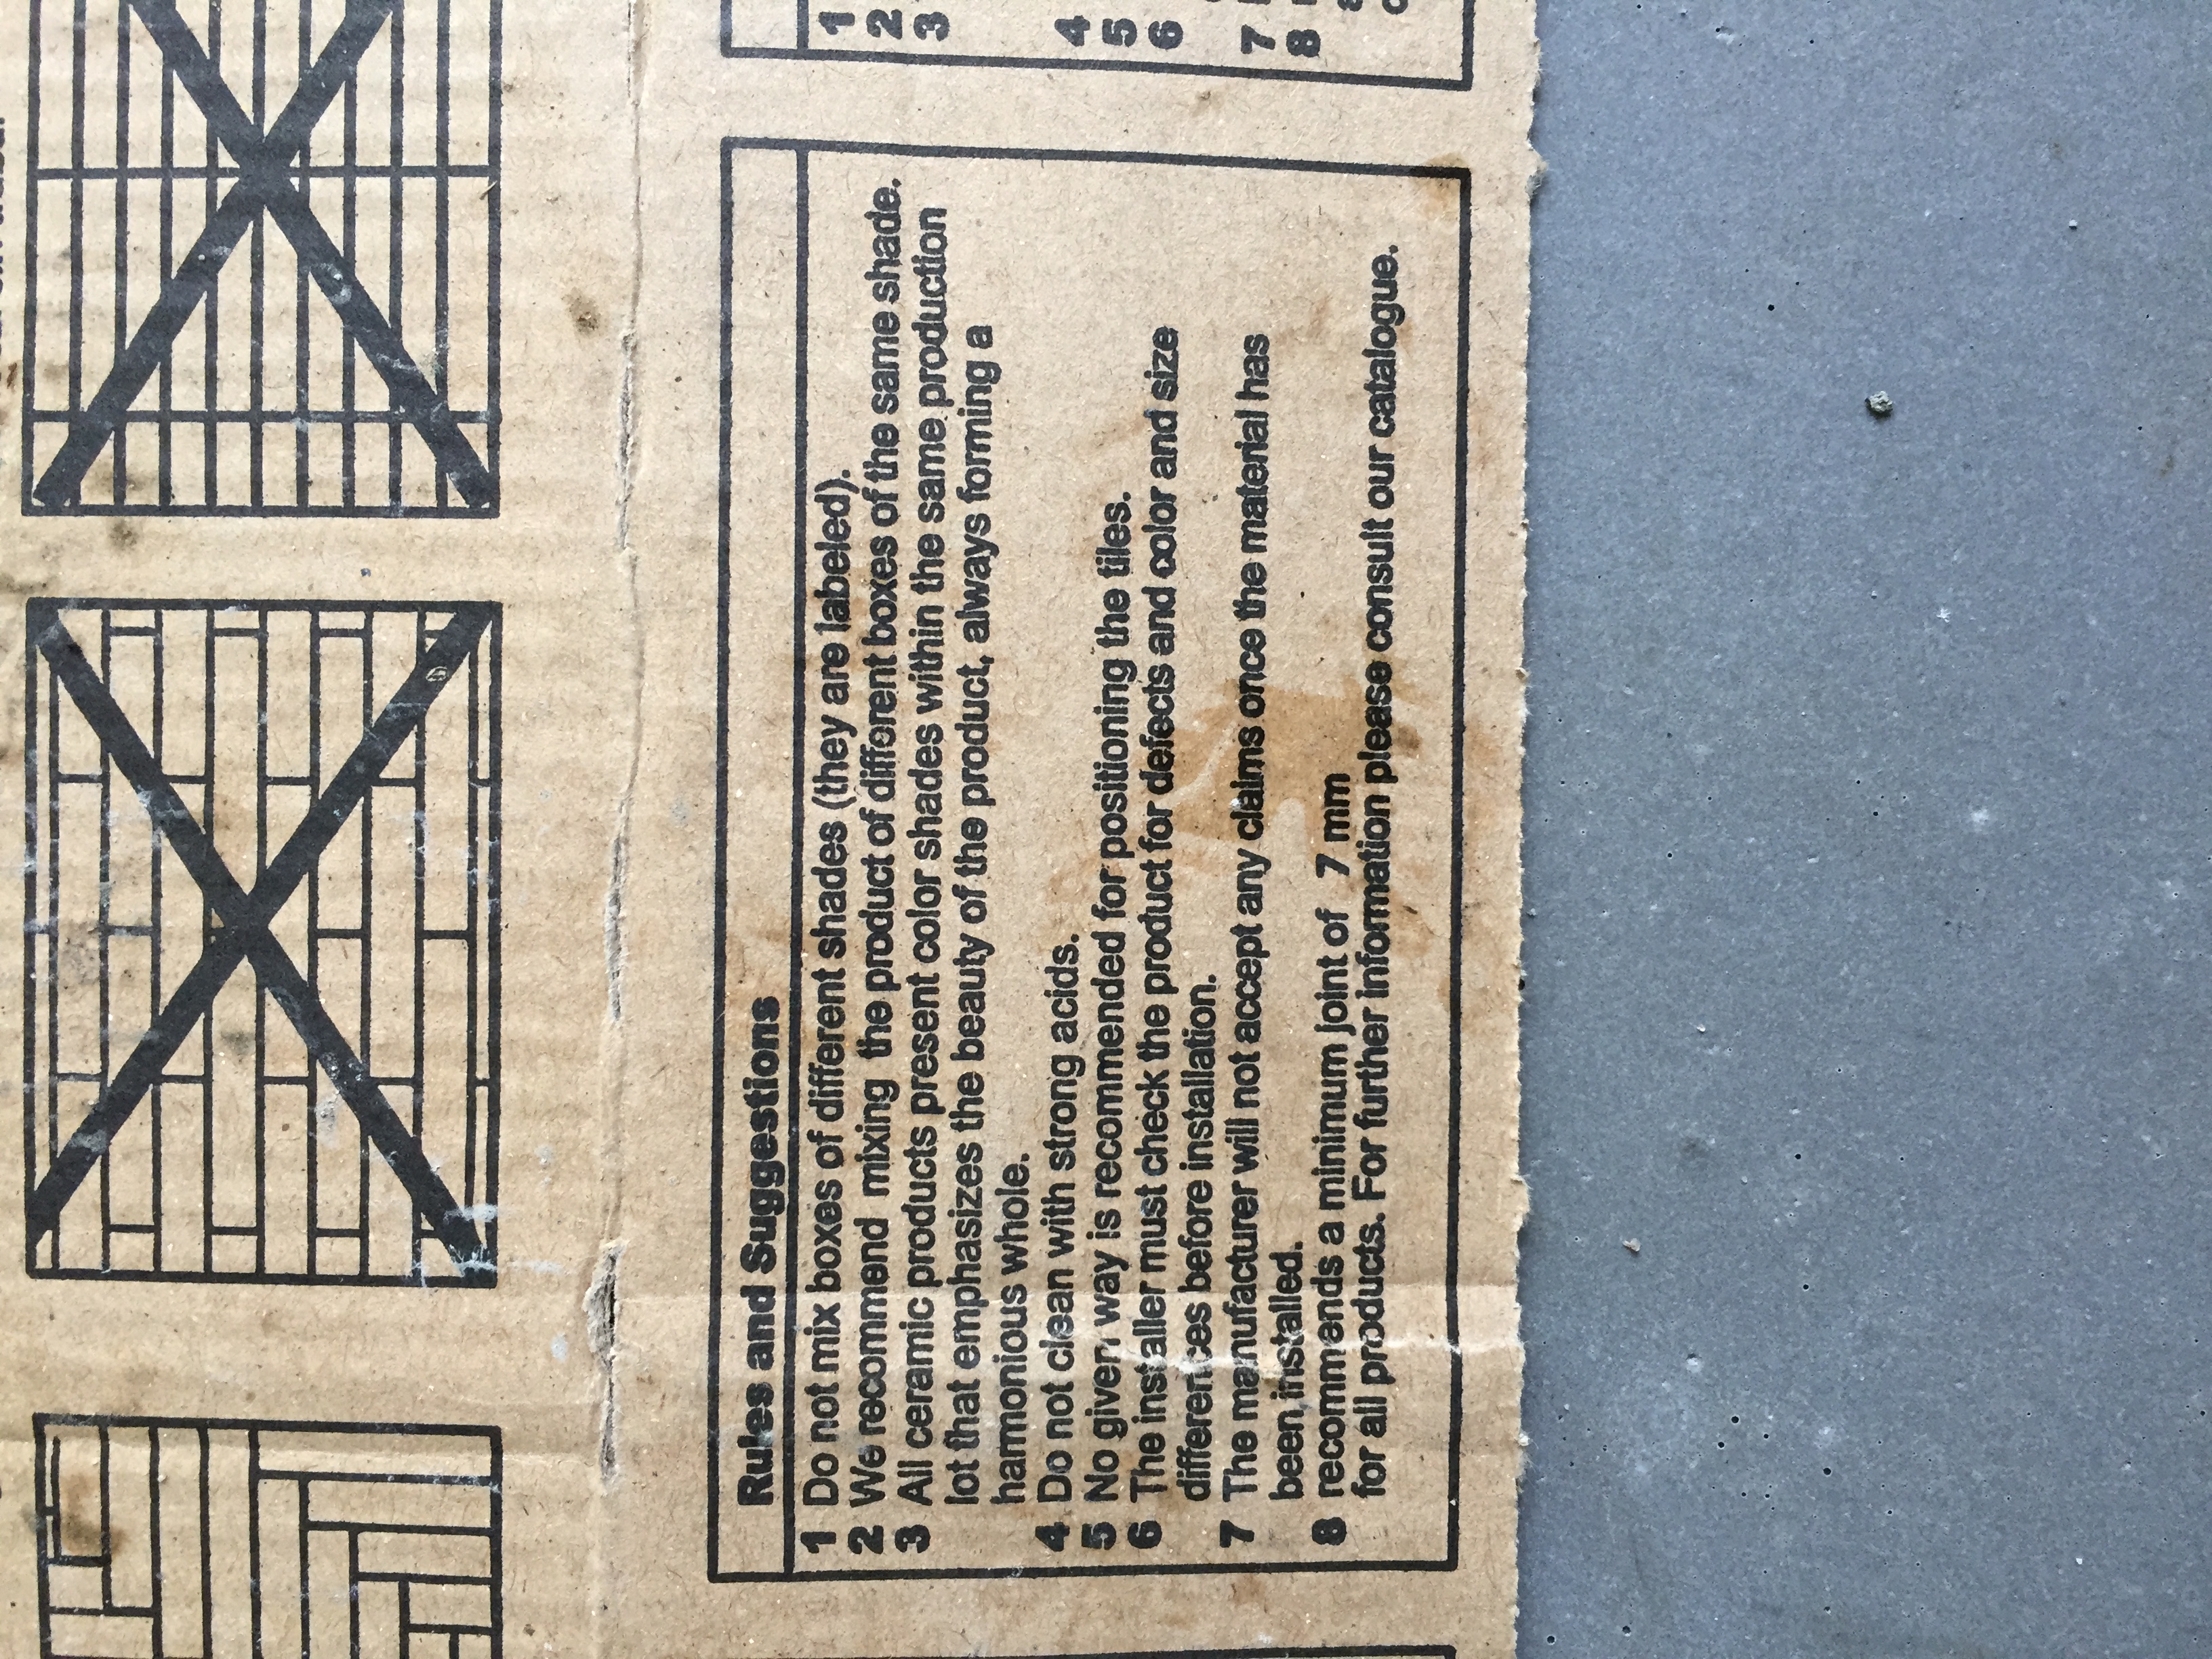 Rules and Suggestions
1 Do not mix boxes of different shades (they are labeled).
2 We recommend mixing the product of different boxes of the same shade.
3 All ceramic products present color shades within the same production
lot that emphasizes the beauty of the product, always forming a
harmonious whole.
4 Do not clean with strong acids.
5 No given way is recommended for positioning the tiles.
6 The installer must check the product for defects and color and size
differences before installation.
7 The manufacturer will not accept any claims once the material has
been installed.
8 recommends a minimum joint of 7 mm
for all products. For further information please consult our catalogue.
1
2
3
4
5
6
7
8